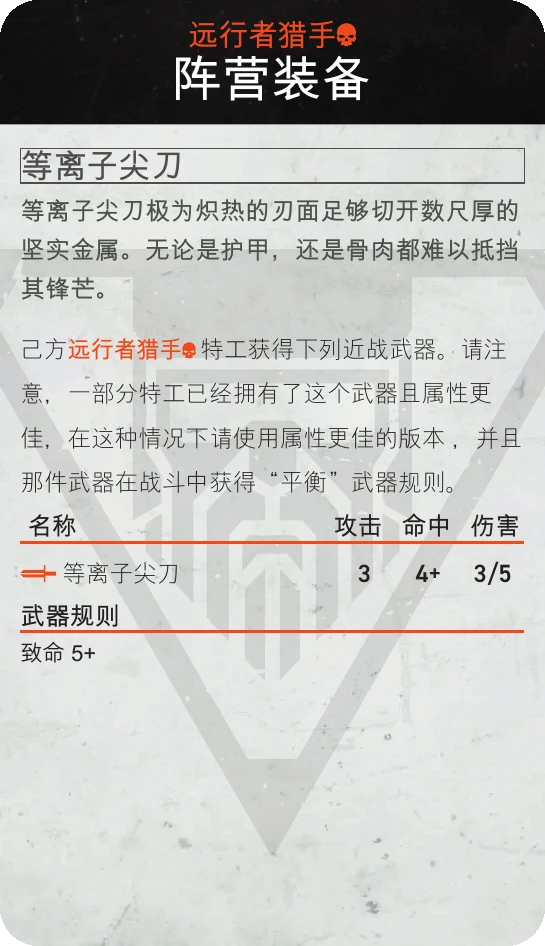 远行者猎手
阵营装备
等离子尖刀
等离子尖刀极为炽热的刃面足够切开数尺厚的
坚实金属。无论是护甲，还是骨肉都难以抵挡
其锋芒。
己方远行者猎手特工获得下列近战武器。请注
意，一部分特工已经拥有了这个武器且属性更
佳，在这种情况下请使用属性更佳的版本，并且
那件武器在战斗中获得“平衡”武器规则。
名称 攻击 命中 伤害
等离子尖刀 3 4+ 3/5
武器规则
致命 5+